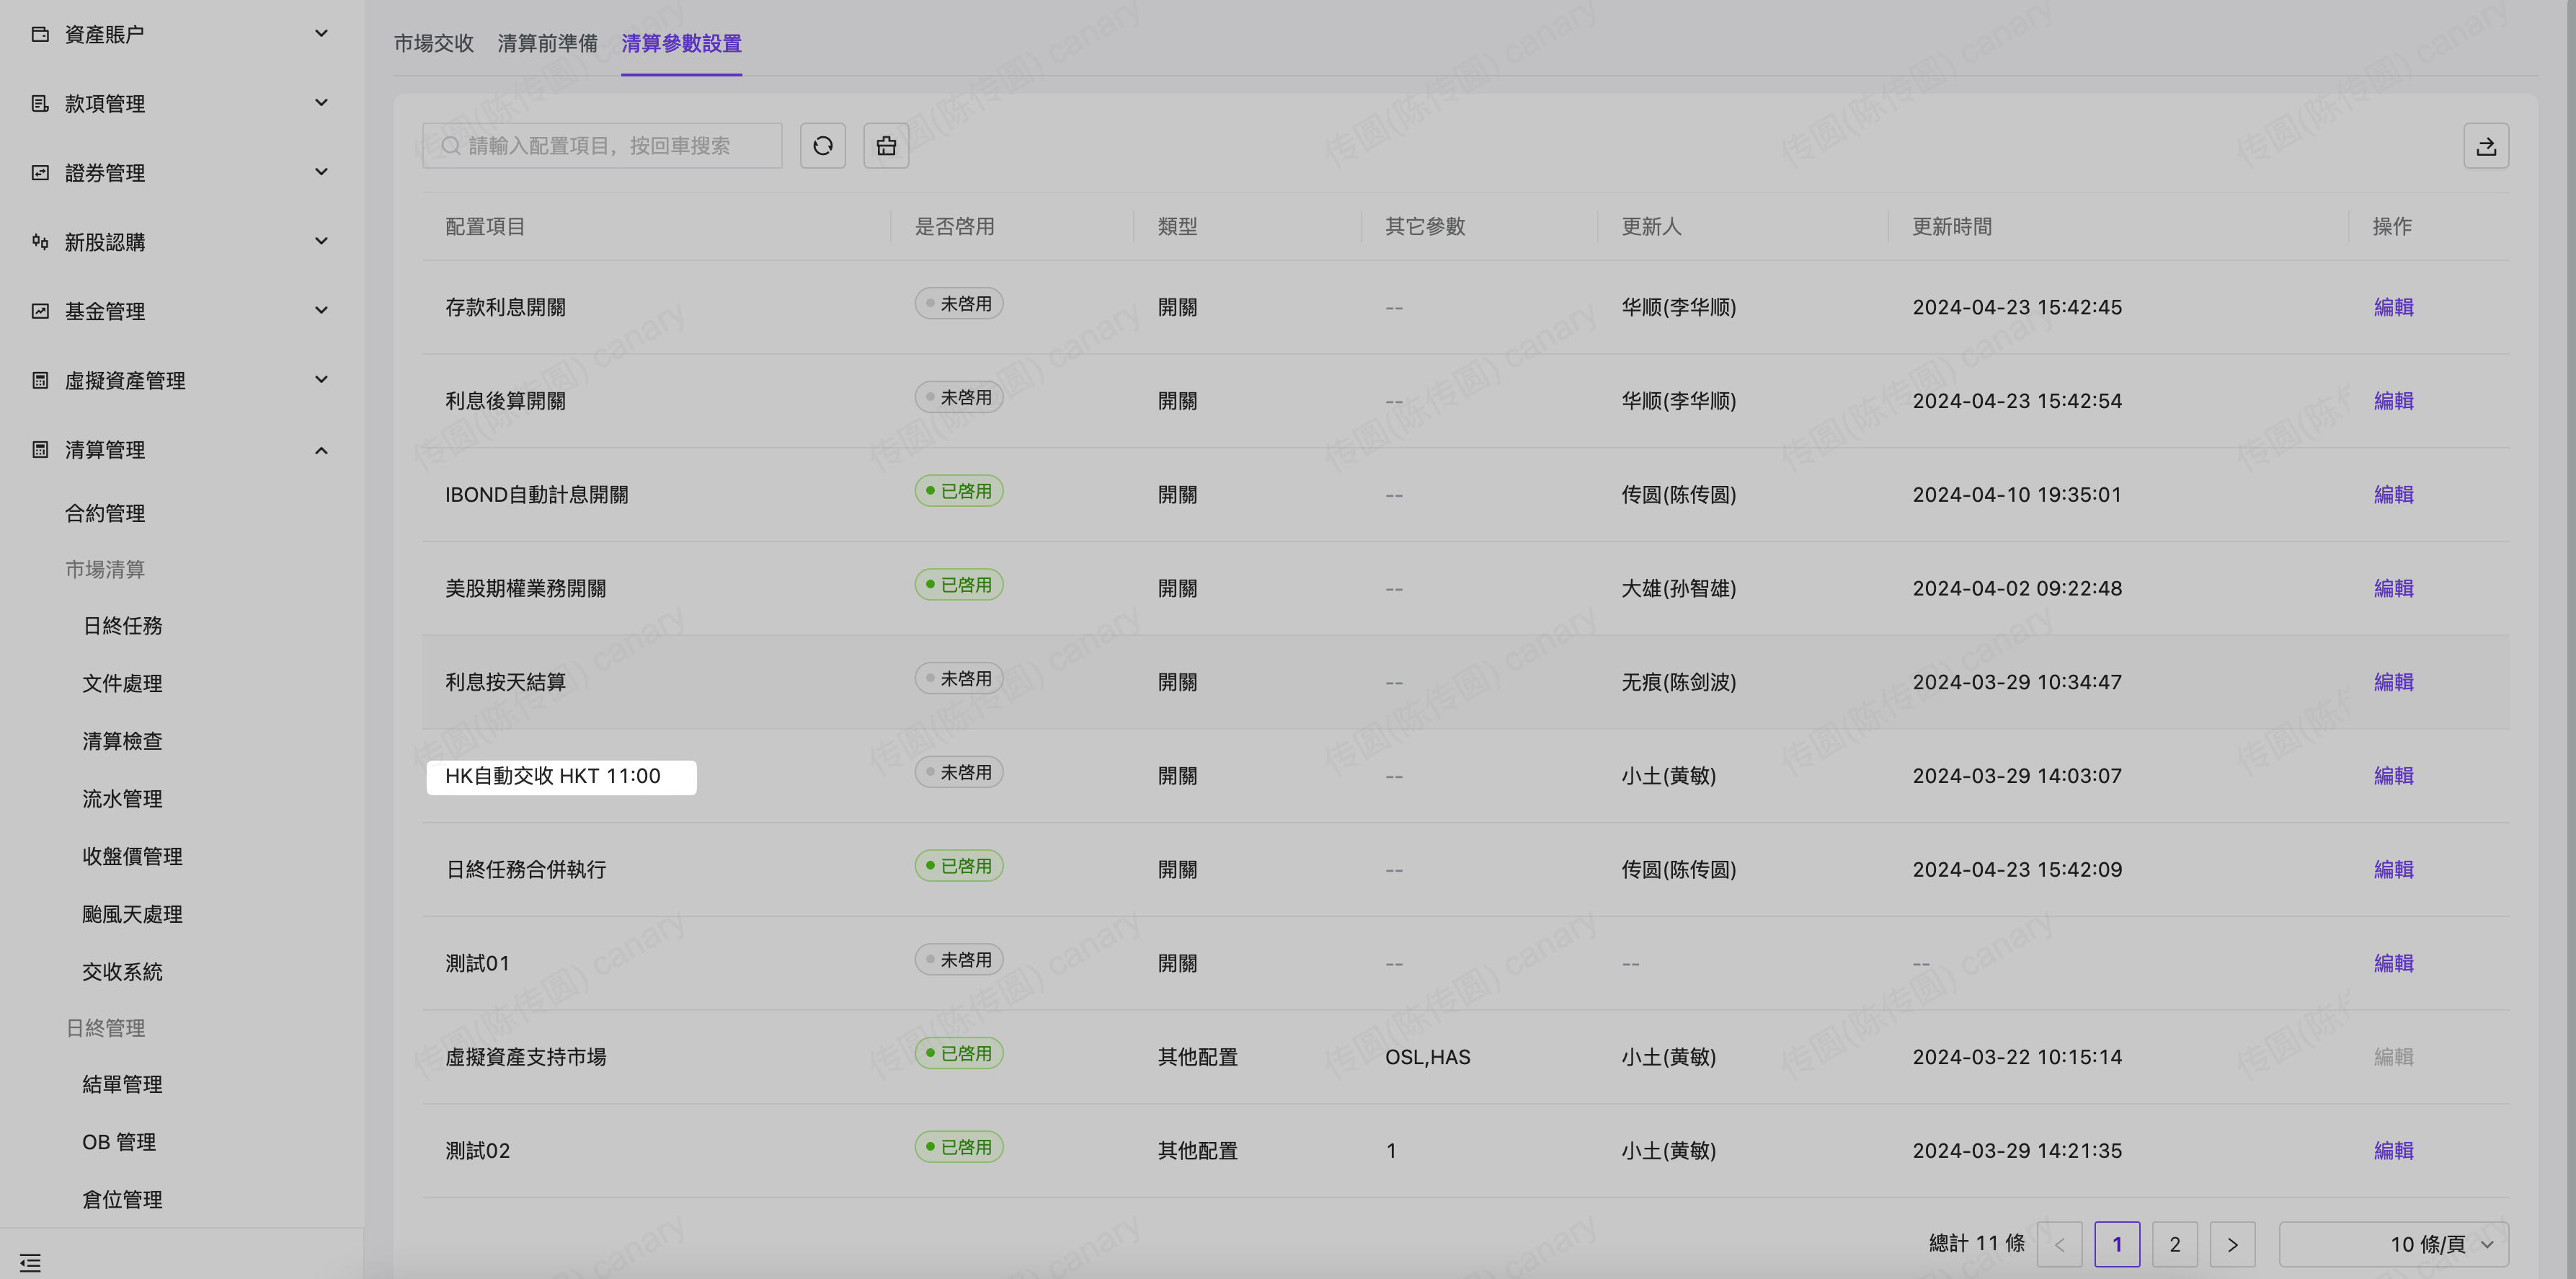 資產賬户
款項管理
證券管理
新股認購
基金管理
虛擬資產管理
清算管理
合約管理
市場清算
日終任務
文件處理
清算檢查
流水管理
收盤價管理
颱風天處理
交收系統
日終管理
結單管理
OB 管理
倉位管理
市場交收 清算前準備 清算參數設置
請輸入配置項目，按回車搜索
配置項目 是否啓用 類型 其它參數 更新人 更新時間 操作
存款利息開關 未啓用 開關 -- 华顺(李华顺) 2024-04-23 15:42:45 編輯
利息後算開關 未啓用 開關 -- 华顺(李华顺) 2024-04-23 15:42:54 編輯
IBOND自動計息開關 已啓用 開關 -- 传圆(陈传圆) 2024-04-10 19:35:01 編輯
美股期權業務開關 已啓用 開關 -- 大雄(孙智雄) 2024-04-02 09:22:48 編輯
利息按天結算 未啓用 開關 -- 无痕(陈剑波) 2024-03-29 10:34:47 編輯
HK自動交收 HKT 11:00 未啓用 開關 -- 小土(黄敏) 2024-03-29 14:03:07 編輯
日終任務合併執行 已啓用 開關 -- 传圆(陈传圆) 2024-04-23 15:42:09 編輯
測試01 未啓用 開關 -- -- -- 編輯
虛擬資產支持市場 已啓用 其他配置 OSL,HAS 小土(黄敏) 2024-03-22 10:15:14 編輯
測試02 已啓用 其他配置 1 小土(黄敏) 2024-03-29 14:21:35 編輯
總計 11 條 < 1 2 > 10 條/頁
传圆(陈传圆) canary